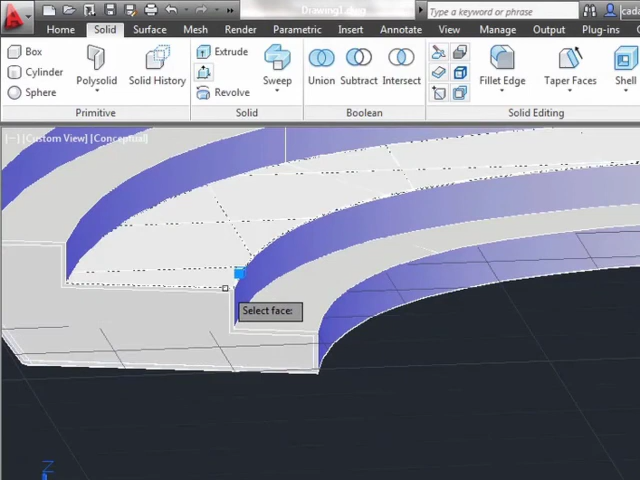 Drawing1.dwg
Type a keyword or phrase
cada
Home Solid Surface Mesh Render Parametric Insert Annotate View Manage Output Plug-ins
Box
Cylinder
Sphere
Polysolid
Solid History
Extrude
Revolve
Sweep
Union
Subtract
Intersect
Fillet Edge
Taper Faces
Shell
Primitive
Solid
Boolean
Solid Editing
[−] [Custom View] [Conceptual]
Select face:
Z